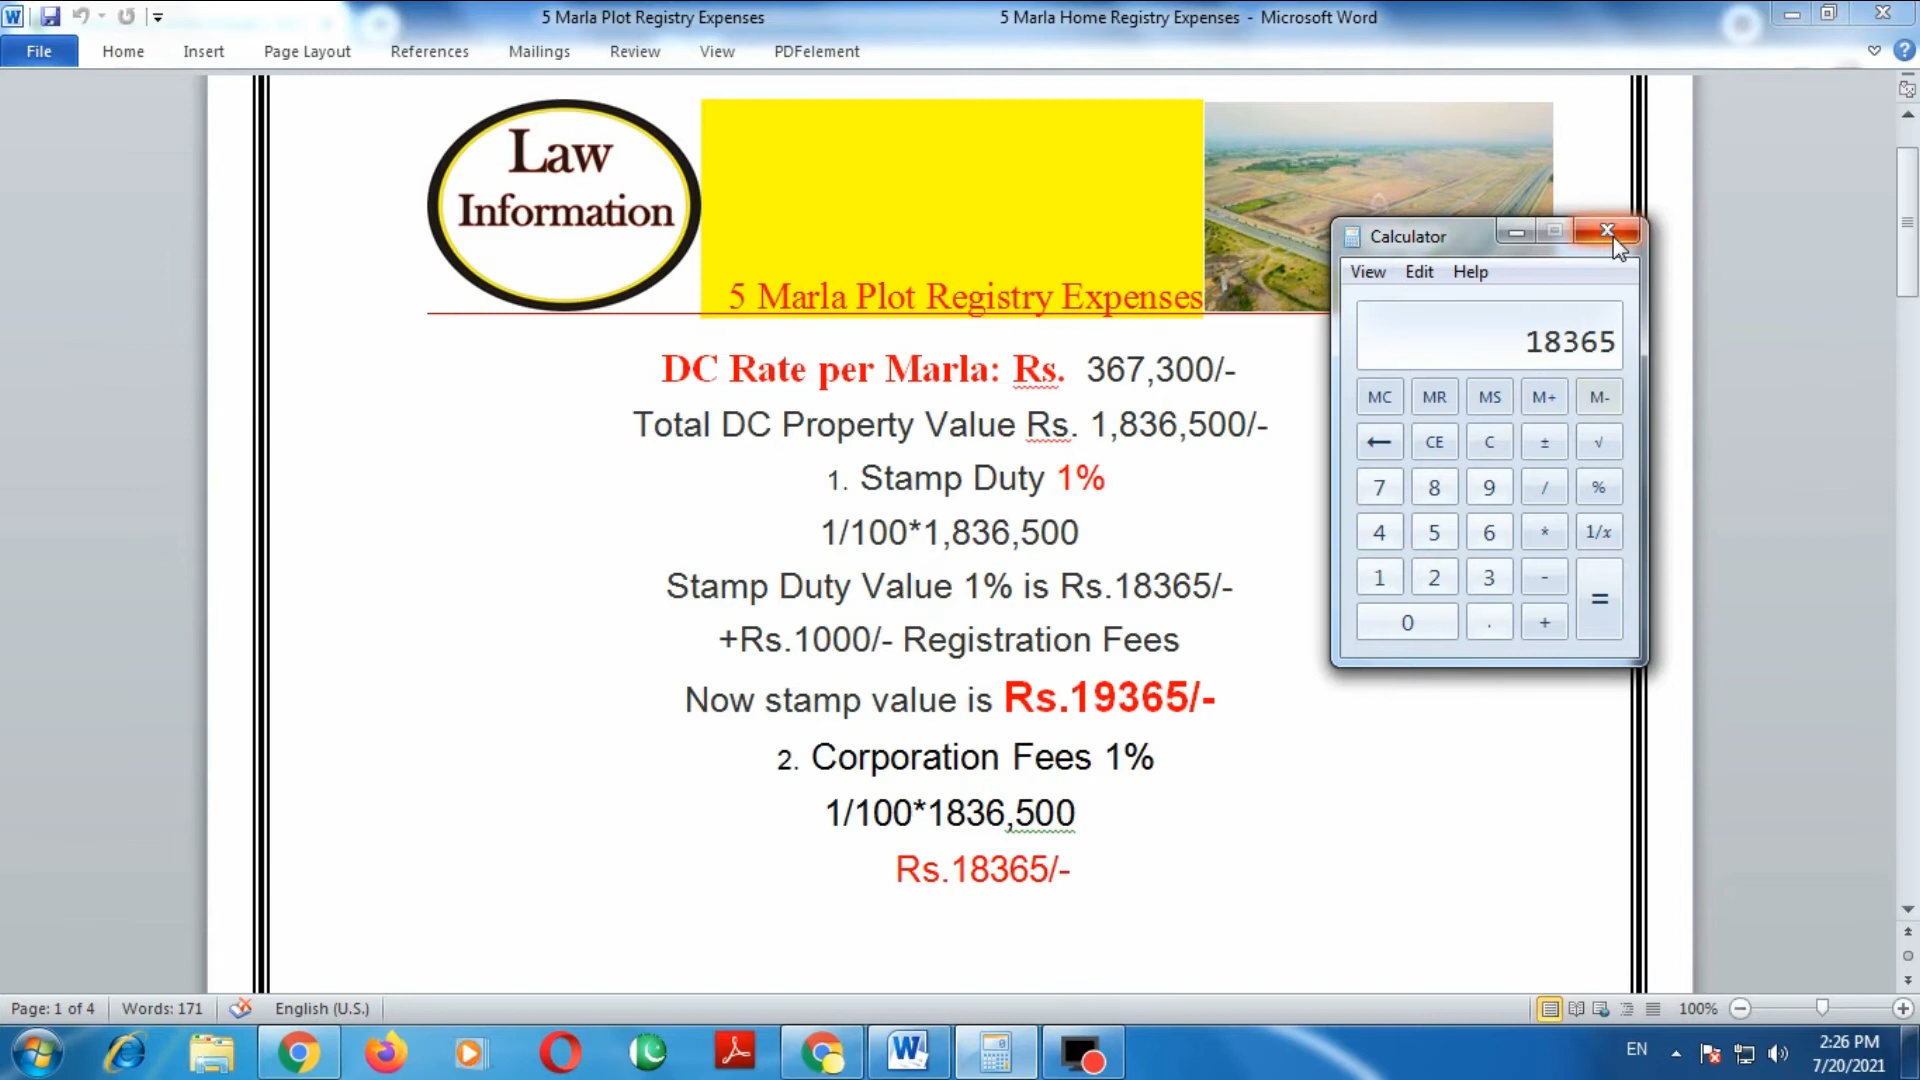 5 Marla Plot Registry Expenses 5 Marla Home Registry Expenses - Microsoft Word
File Home Insert Page Layout References Mailings Review View PDFelement
Law
Information
5 Marla Plot Registry Expenses
DC Rate per Marla: Rs. 367,300/-
Total DC Property Value Rs. 1,836,500/-
1. Stamp Duty 1%
1/100*1,836,500
Stamp Duty Value 1% is Rs.18365/-
+Rs.1000/- Registration Fees
Now stamp value is Rs.19365/-
2. Corporation Fees 1%
1/100*1836,500
Rs.18365/-
Calculator
View Edit Help
18365
MC MR MS M+ M-
← CE C ± √
7 8 9 / %
4 5 6 * 1/x
1 2 3 - =
0 . +
Page: 1 of 4 Words: 171 English (U.S.) 100%
EN 2:26 PM
7/20/2021